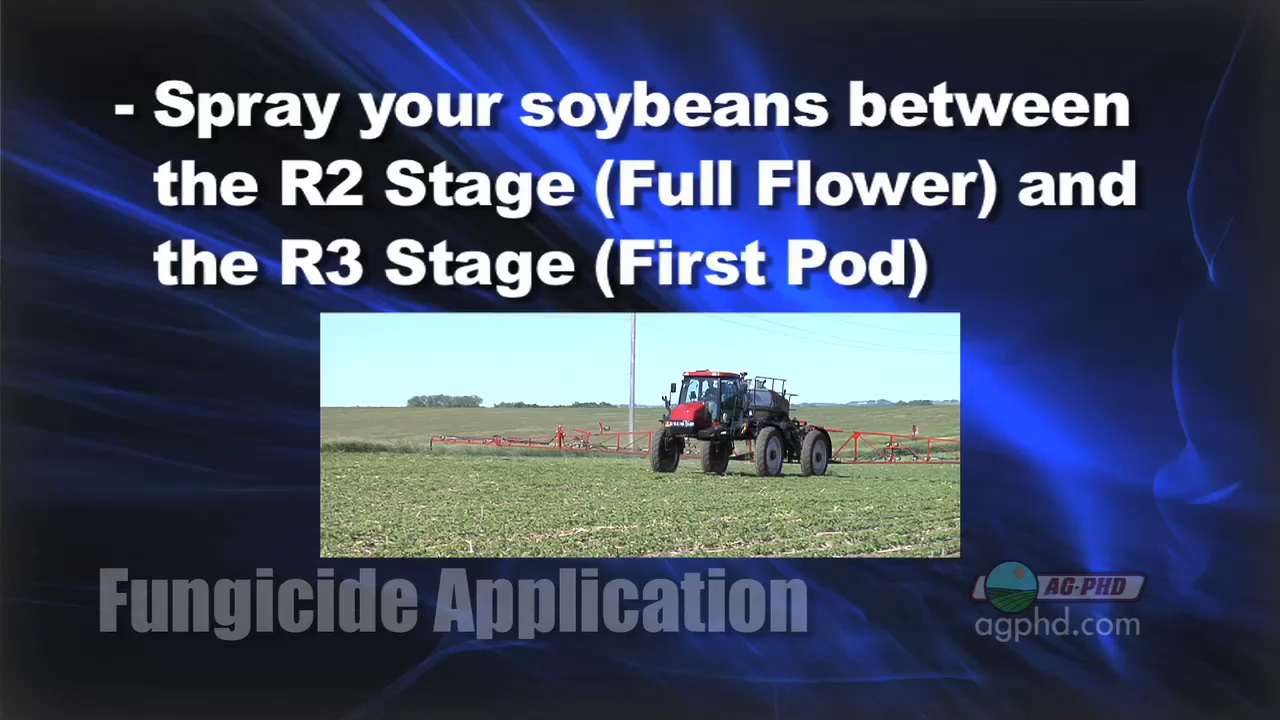 - Spray your soybeans between
the R2 Stage (Full Flower) and
the R3 Stage (First Pod)
Fungicide Application
AG-PHD
agphd.com